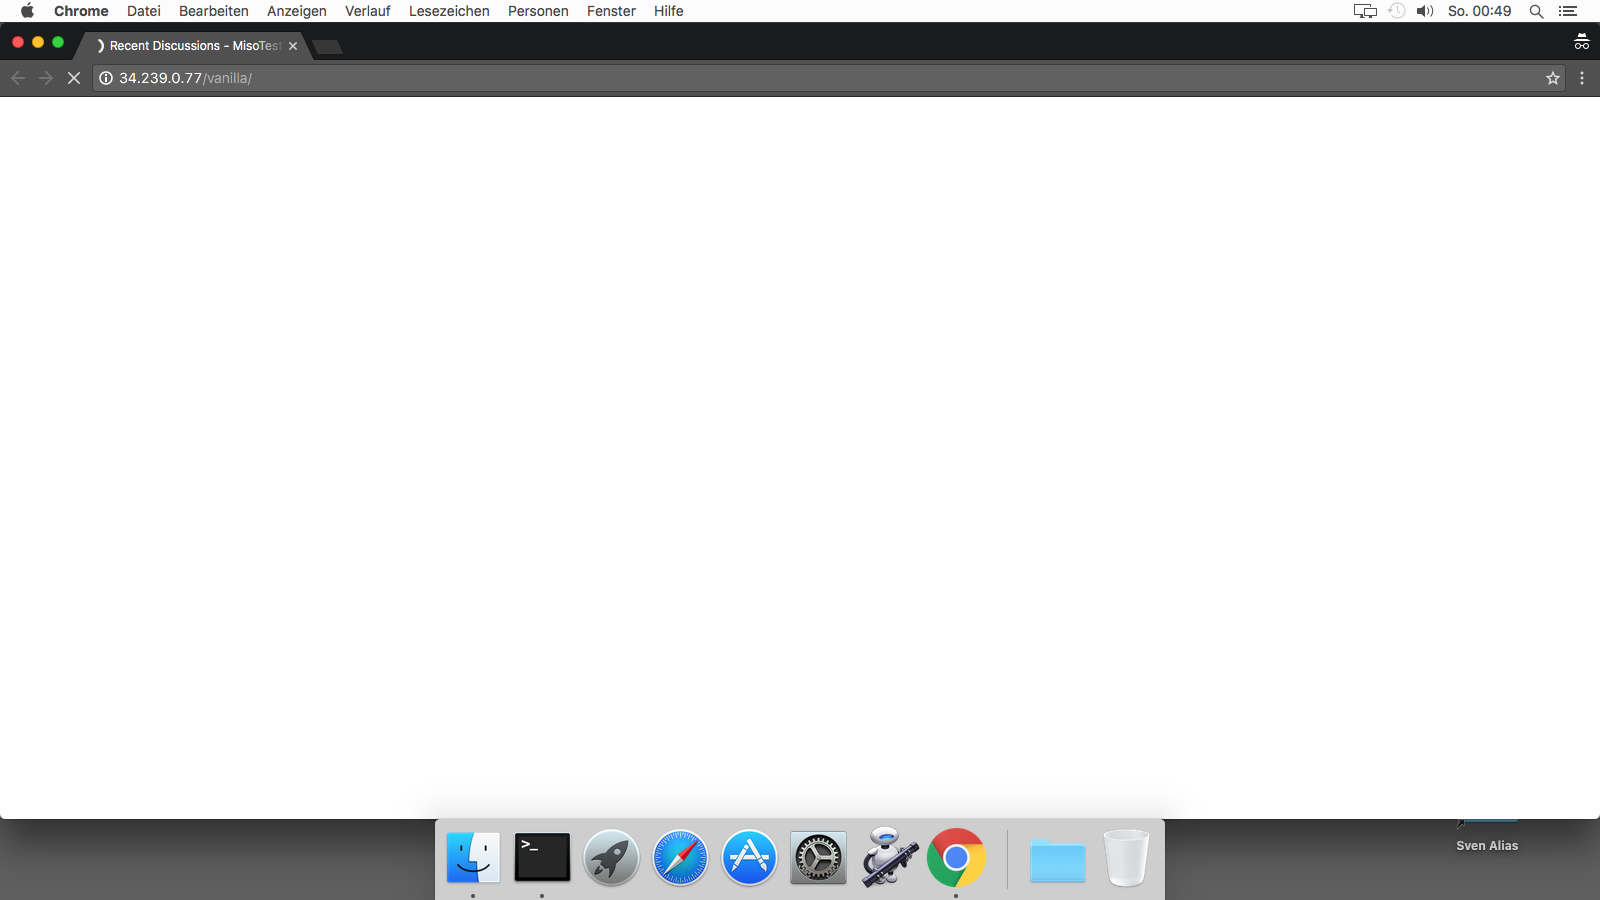 Chrome Datei Bearbeiten Anzeigen Verlauf Lesezeichen Personen Fenster Hilfe So. 00:49
Recent Discussions - MisoTest
34.239.0.77/vanilla/
>_
Sven Alias